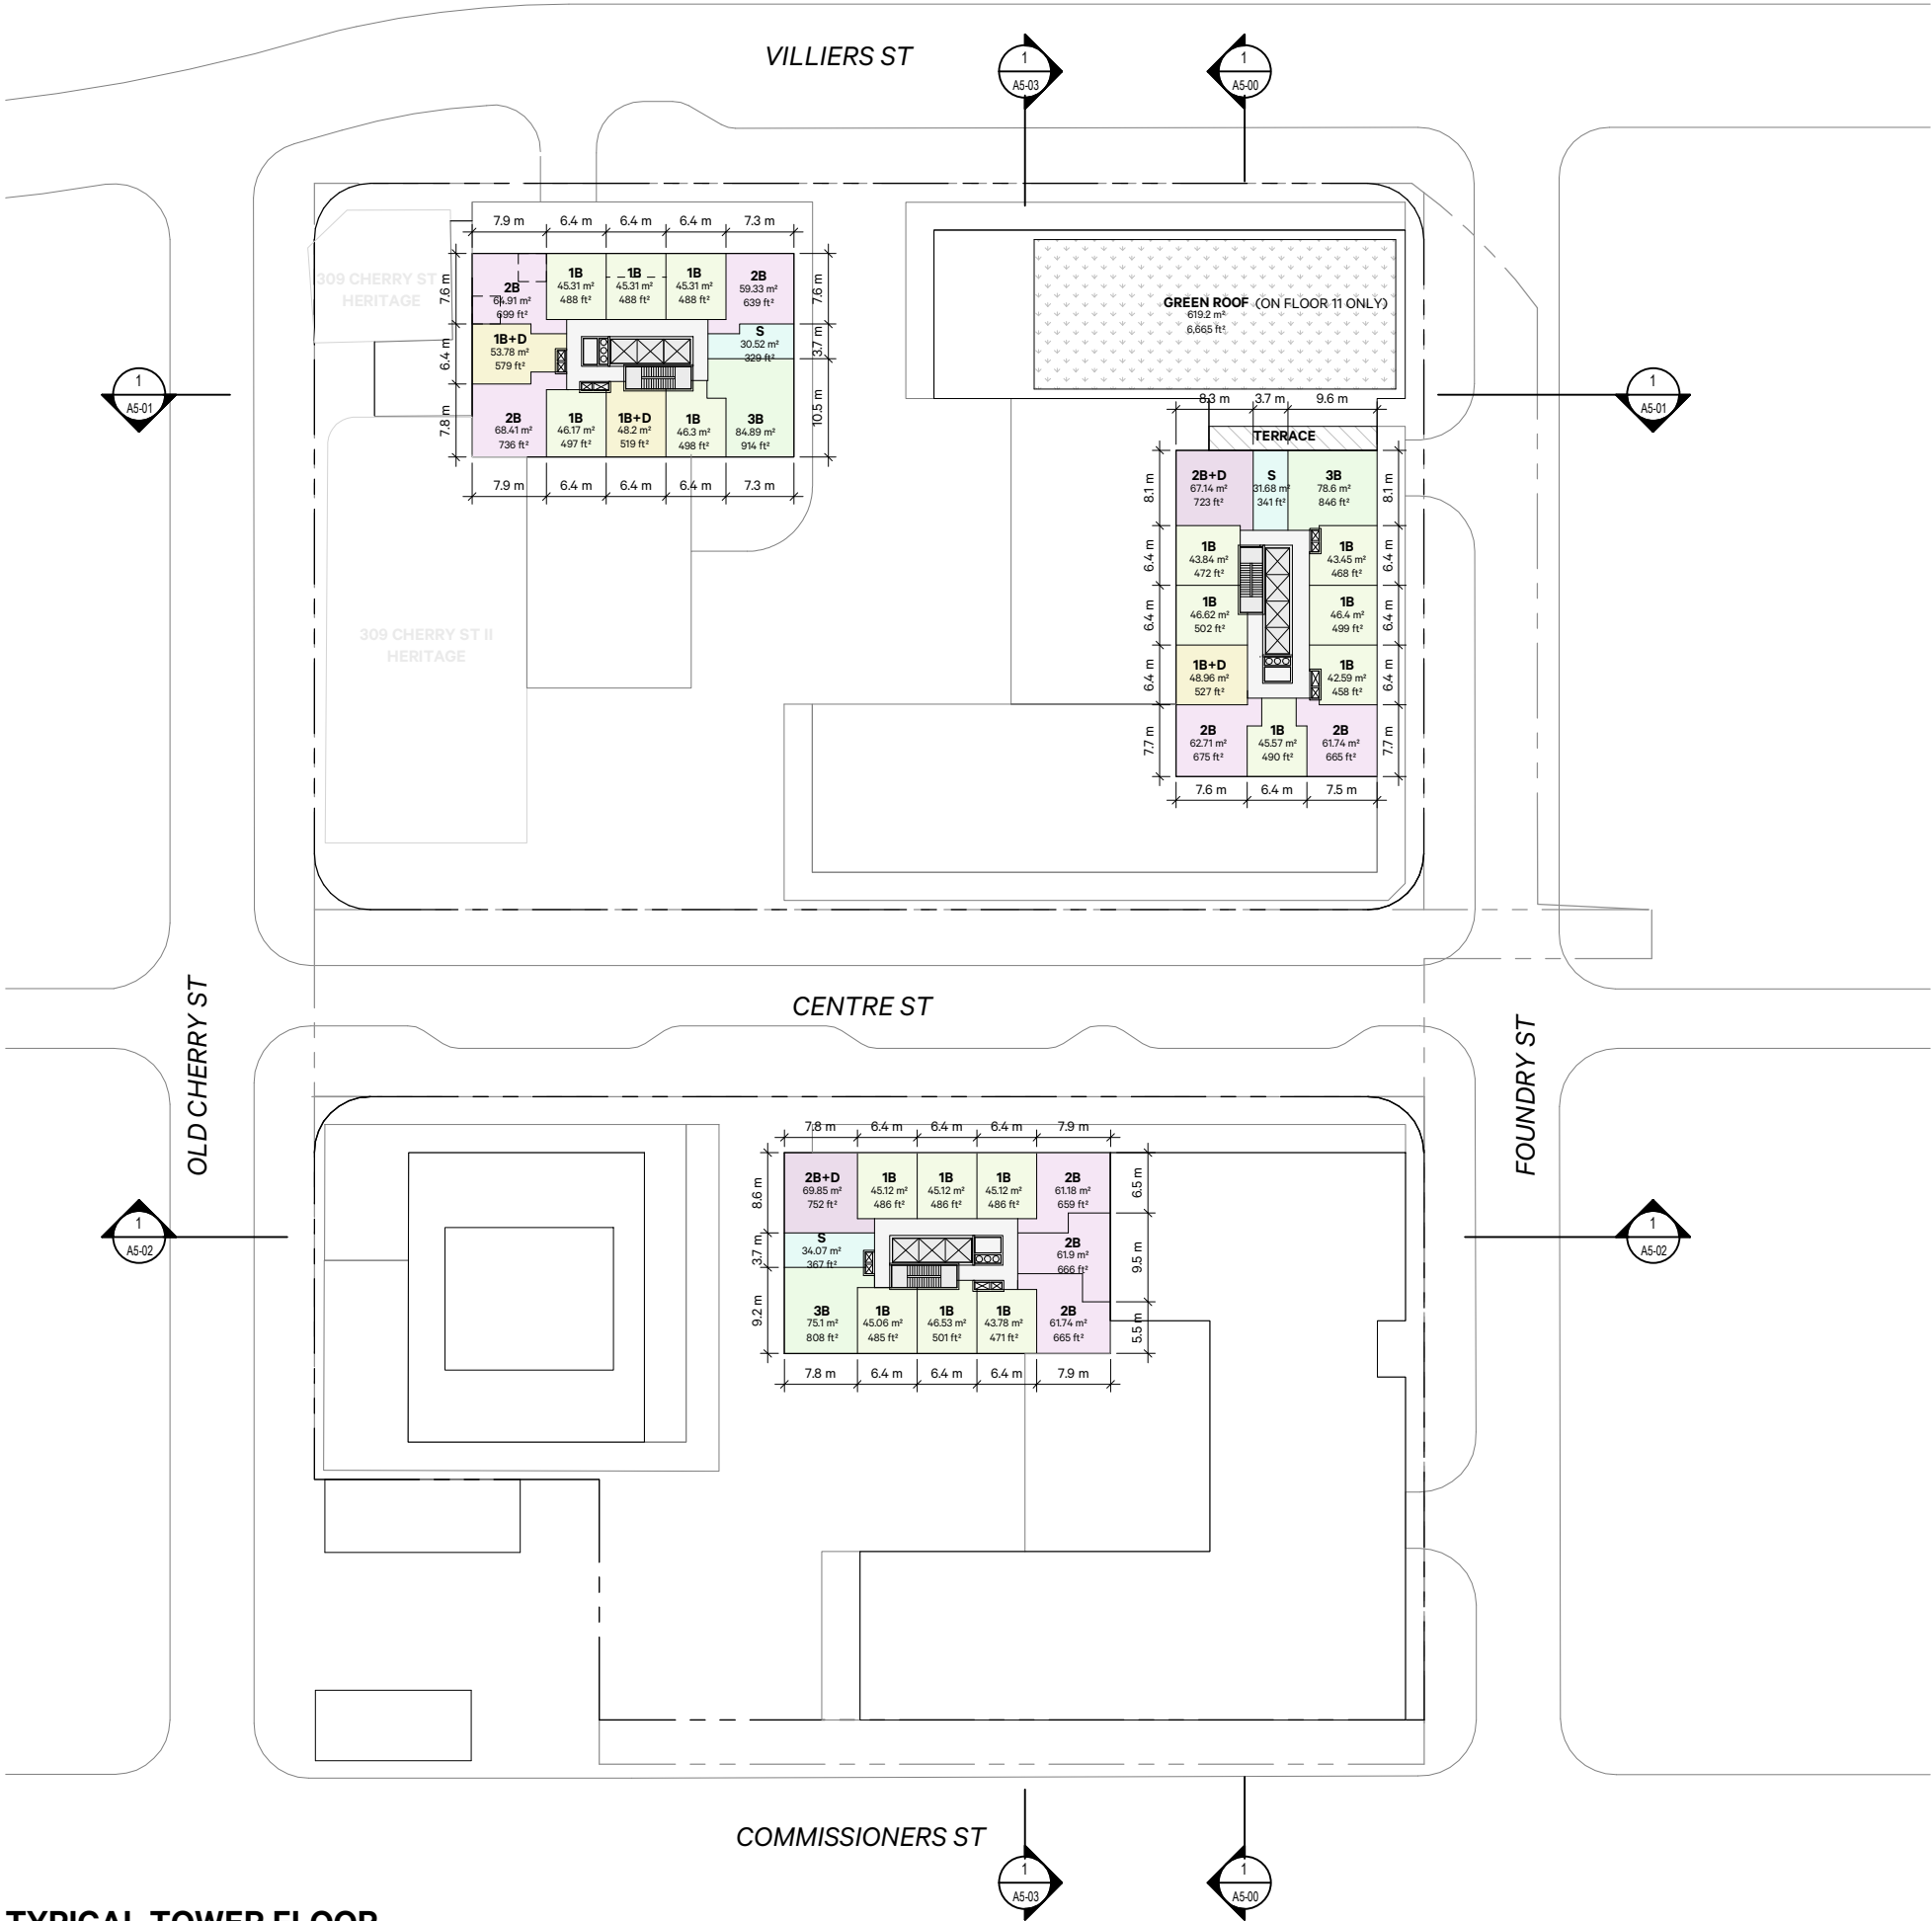 VILLIERS ST
1
A5-03
1
A5-00
7.9 m 6.4 m 6.4 m 6.4 m 7.3 m
309 CHERRY ST
HERITAGE
7.6 m
6.4 m
7.8 m
2B
64.91 m²
699 ft²
1B
45.31 m²
488 ft²
1B
45.31 m²
488 ft²
1B
45.31 m²
488 ft²
2B
59.33 m²
639 ft²
7.6 m
3.7 m
10.5 m
1B+D
53.78 m²
579 ft²
S
30.52 m²
329 ft²
2B
68.41 m²
736 ft²
1B
46.17 m²
497 ft²
1B+D
48.2 m²
519 ft²
1B
46.3 m²
498 ft²
3B
84.89 m²
914 ft²
7.9 m 6.4 m 6.4 m 6.4 m 7.3 m
GREEN ROOF (ON FLOOR 11 ONLY)
619.2 m²
6,665 ft²
1
A5-01
1
A5-01
8.3 m 3.7 m 9.6 m
TERRACE
8.1 m
6.4 m
6.4 m
6.4 m
7.7 m
2B+D
67.14 m²
723 ft²
S
31.68 m²
341 ft²
3B
78.6 m²
846 ft²
8.1 m
6.4 m
6.4 m
6.4 m
7.7 m
1B
43.84 m²
472 ft²
1B
43.45 m²
468 ft²
1B
46.62 m²
502 ft²
1B
46.4 m²
499 ft²
1B+D
48.96 m²
527 ft²
1B
42.59 m²
458 ft²
2B
62.71 m²
675 ft²
1B
45.57 m²
490 ft²
2B
61.74 m²
665 ft²
7.6 m 6.4 m 7.5 m
309 CHERRY ST II
HERITAGE
OLD CHERRY ST
CENTRE ST
FOUNDRY ST
7.8 m 6.4 m 6.4 m 6.4 m 7.9 m
8.6 m
3.7 m
9.2 m
2B+D
69.85 m²
752 ft²
1B
45.12 m²
486 ft²
1B
45.12 m²
486 ft²
1B
45.12 m²
486 ft²
2B
61.18 m²
659 ft²
6.5 m
9.5 m
5.5 m
S
34.07 m²
367 ft²
2B
61.9 m²
666 ft²
3B
75.1 m²
808 ft²
1B
45.06 m²
485 ft²
1B
46.53 m²
501 ft²
1B
43.78 m²
471 ft²
2B
61.74 m²
665 ft²
7.8 m 6.4 m 6.4 m 6.4 m 7.9 m
1
A5-02
1
A5-02
COMMISSIONERS ST
1
A5-03
1
A5-00
TYPICAL TOWER FLOOR